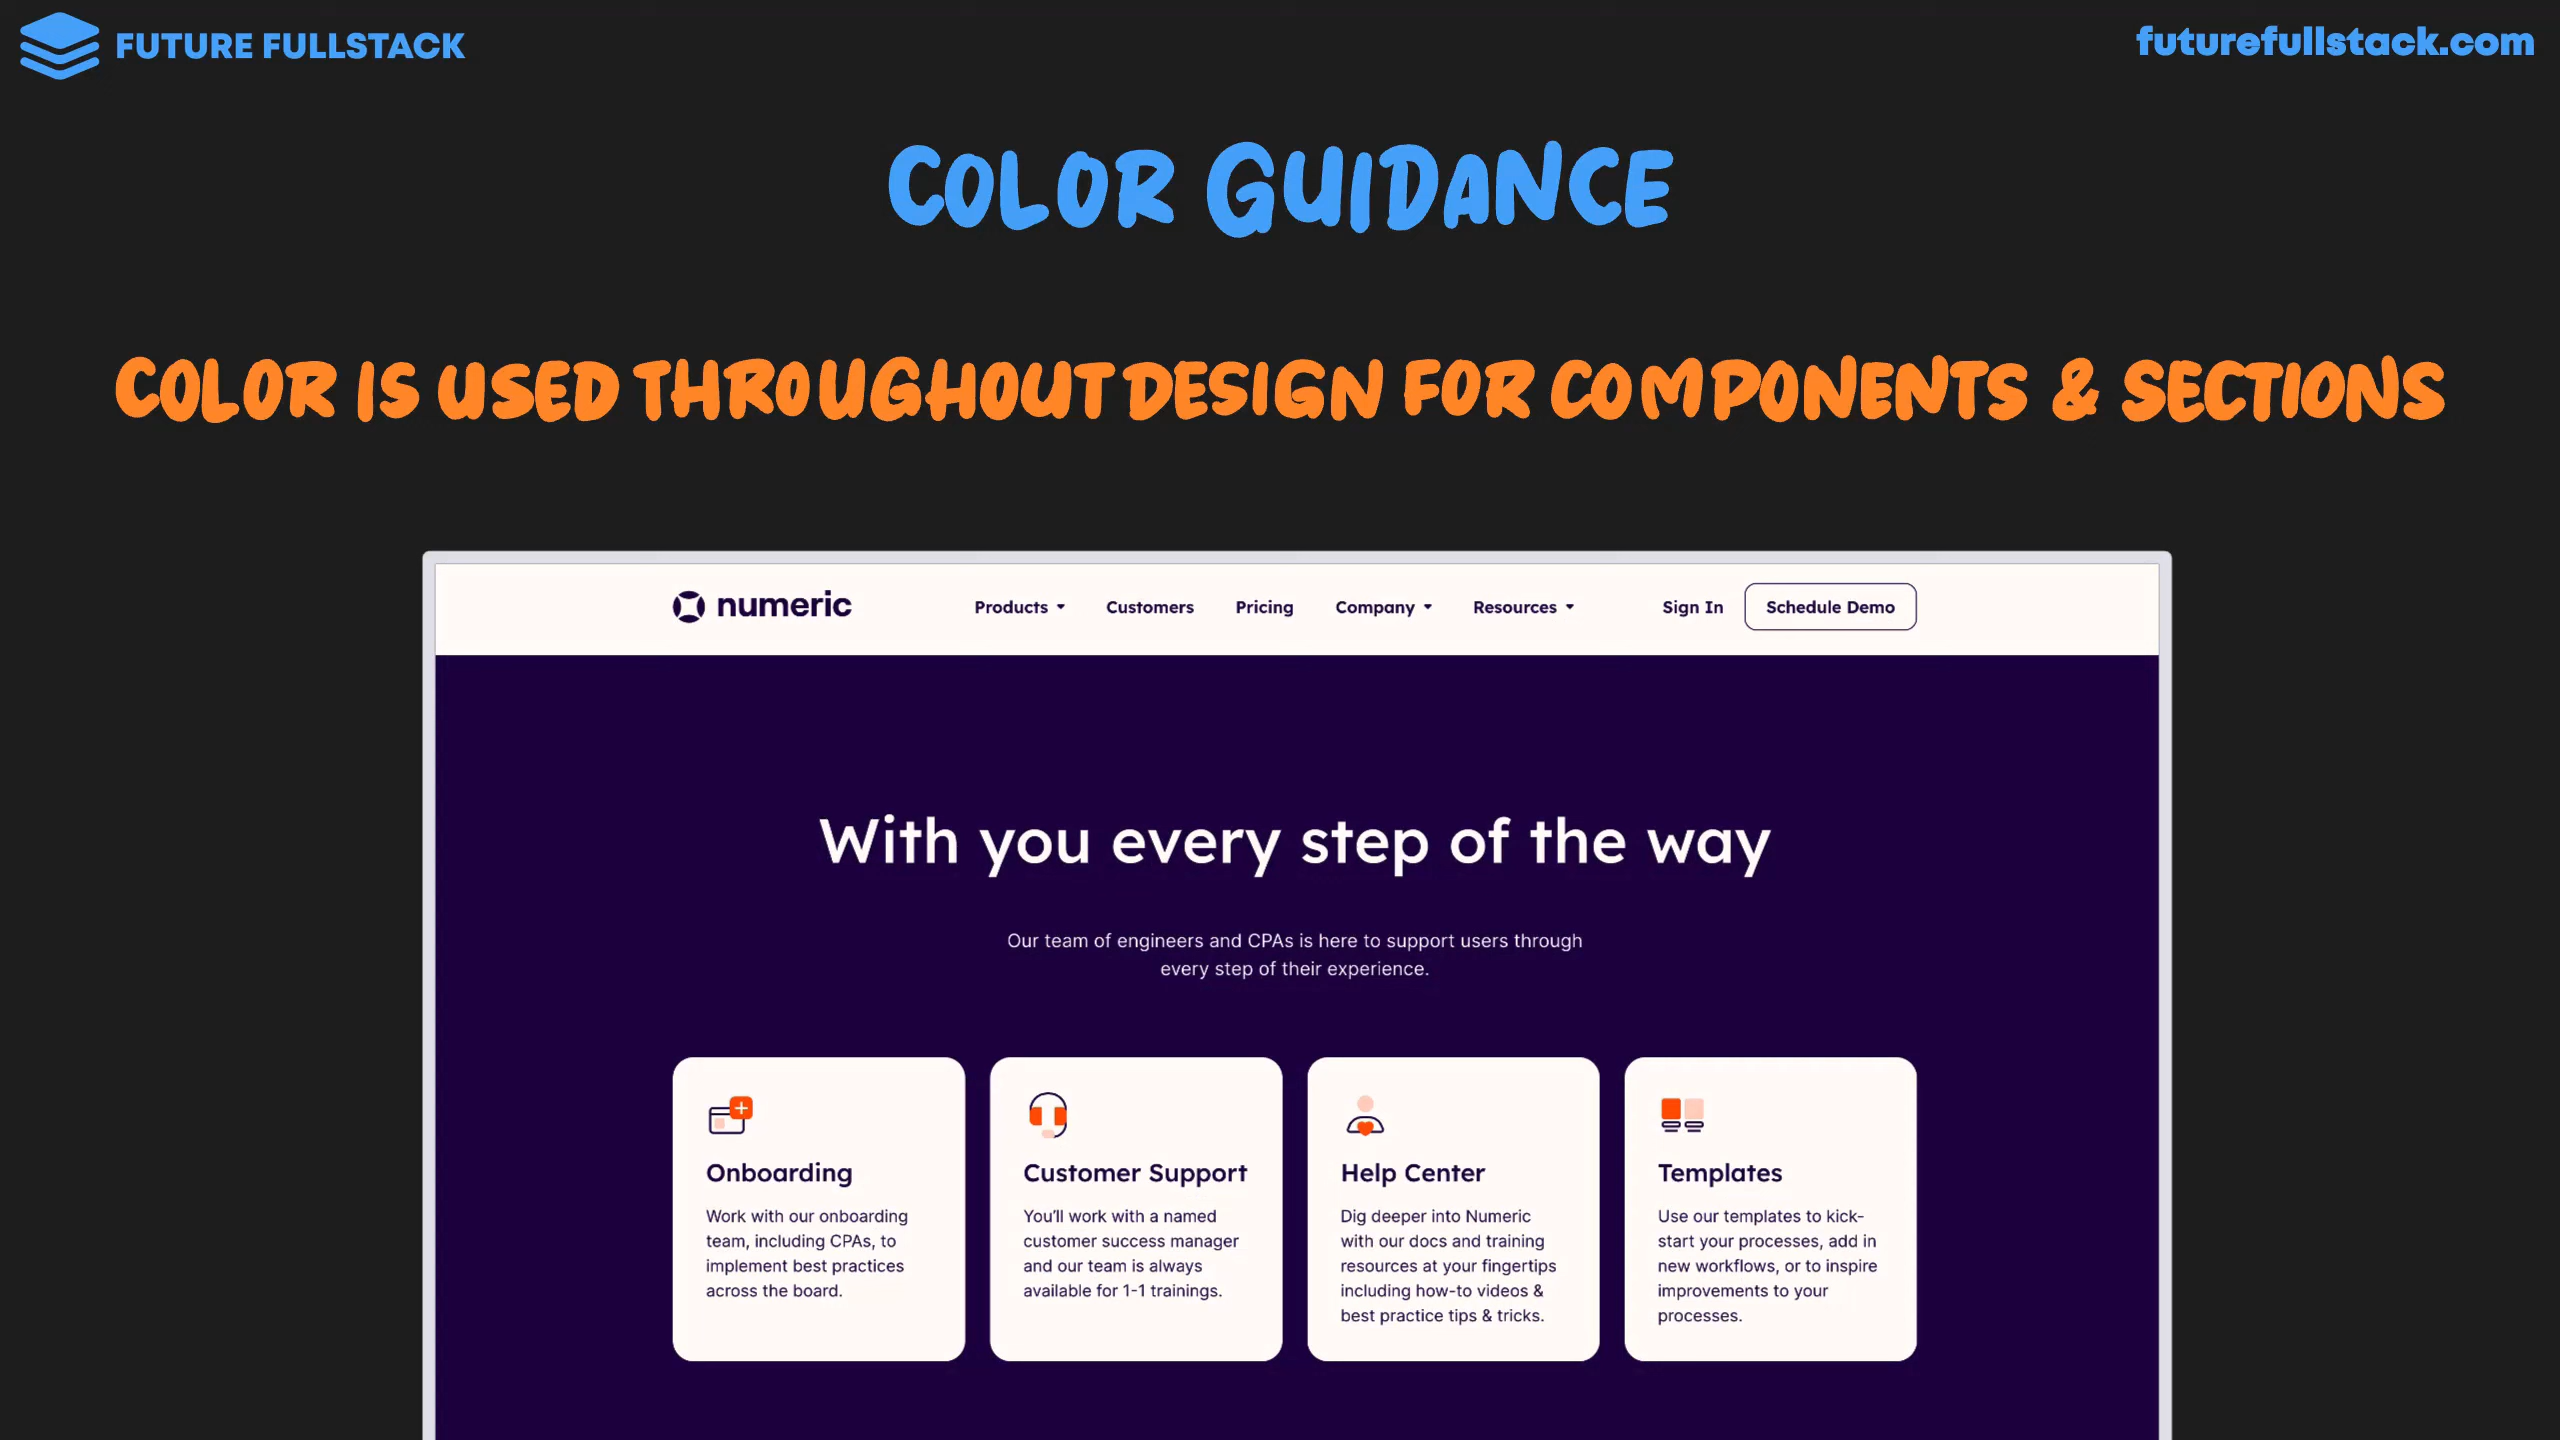 FUTURE FULLSTACK
futurefullstack.com
COLOR GUIDANCE
COLOR IS USED THROUGHOUT DESIGN FOR COMPONENTS & SECTIONS
numeric
Products
Customers
Pricing
Company
Resources
Sign In
Schedule Demo
With you every step of the way
Our team of engineers and CPAs is here to support users through
every step of their experience.
Onboarding
Work with our onboarding
team, including CPAs, to
implement best practices
across the board.
Customer Support
You’ll work with a named
customer success manager
and our team is always
available for 1-1 trainings.
Help Center
Dig deeper into Numeric
with our docs and training
resources at your fingertips
including how-to videos &
best practice tips & tricks.
Templates
Use our templates to kick-
start your processes, add in
new workflows, or to inspire
improvements to your
processes.